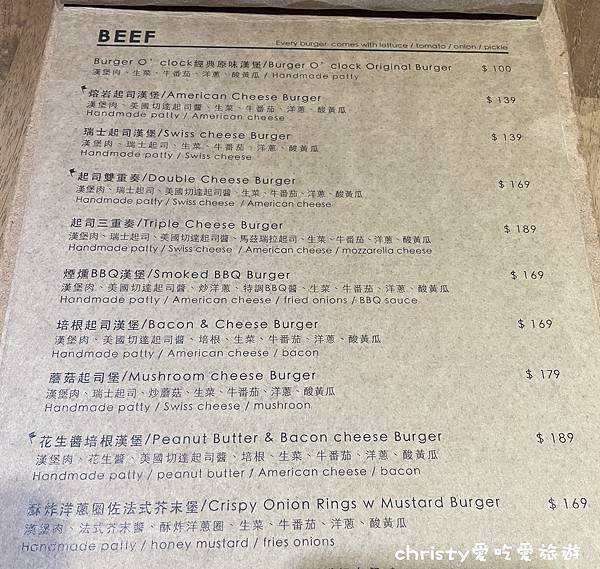 BEEF
Every burger comes with lettuce / tomato / onion / pickle
Burger O'clock經典原味漢堡/Burger O'clock Original Burger $ 100
漢堡肉、生菜、牛番茄、洋蔥、酸黃瓜 / Handmade patty
熔岩起司漢堡/American Cheese Burger $ 139
漢堡肉、美國切達起司醬、生菜、牛番茄、洋蔥、酸黃瓜
Handmade patty / American cheese
瑞士起司漢堡/Swiss cheese Burger $ 139
漢堡肉、瑞士起司、生菜、牛番茄、洋蔥、酸黃瓜
Handmade patty / Swiss cheese
起司雙重奏/Double Cheese Burger $ 169
漢堡肉、瑞士起司、美國切達起司醬、生菜、牛番茄、洋蔥、酸黃瓜
Handmade patty / Swiss cheese / American cheese
起司三重奏/Triple Cheese Burger $ 189
漢堡肉、瑞士起司、美國切達起司醬、馬茲瑞拉起司、生菜、牛番茄、洋蔥、酸黃瓜
Handmade patty / Swiss cheese / American cheese / mozzarella cheese
煙燻BBQ漢堡/Smoked BBQ Burger $ 169
漢堡肉、美國切達起司醬、炒洋蔥、特調BBQ醬、生菜、牛番茄、洋蔥、酸黃瓜
Handmade patty / American cheese / fried onions / BBQ sauce
培根起司漢堡/Bacon & Cheese Burger $ 169
漢堡肉、美國切達起司醬、培根、生菜、牛番茄、洋蔥、酸黃瓜
Handmade patty / American cheese / bacon
蘑菇起司堡/Mushroom cheese Burger $ 179
漢堡肉、瑞士起司、炒蘑菇、生菜、牛番茄、洋蔥、酸黃瓜
Handmade patty / Swiss cheese / mushroom
花生醬培根漢堡/Peanut Butter & Bacon cheese Burger $ 189
漢堡肉、花生醬、美國切達起司醬、培根、生菜、牛番茄、洋蔥、酸黃瓜
Handmade patty / peanut butter / American cheese / bacon
酥炸洋蔥圈佐法式芥末堡/Crispy Onion Rings w Mustard Burger $ 169
漢堡肉、法式芥末醬、酥炸洋蔥圈、生菜、牛番茄、洋蔥、酸黃瓜
Handmade patty / honey mustard / fries onions
christy愛吃愛旅遊